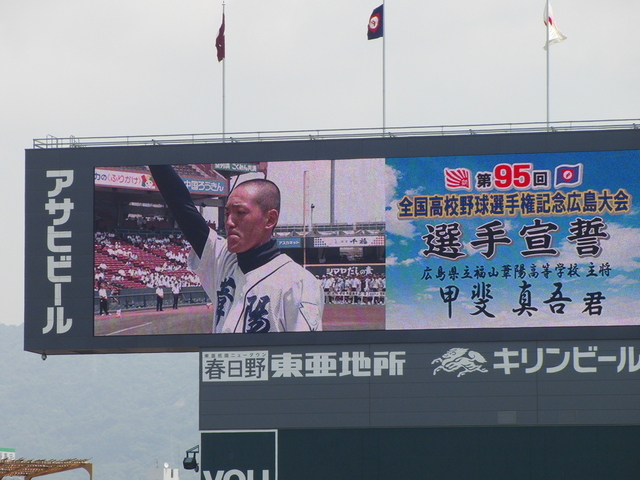 アサヒビール
第95回
全国高校野球選手権記念広島大会
選手宣誓
広島県立福山葦陽高等学校 主将
甲斐 真吾 君
葦陽
春日野
東亜地所
キリンビール
YOU